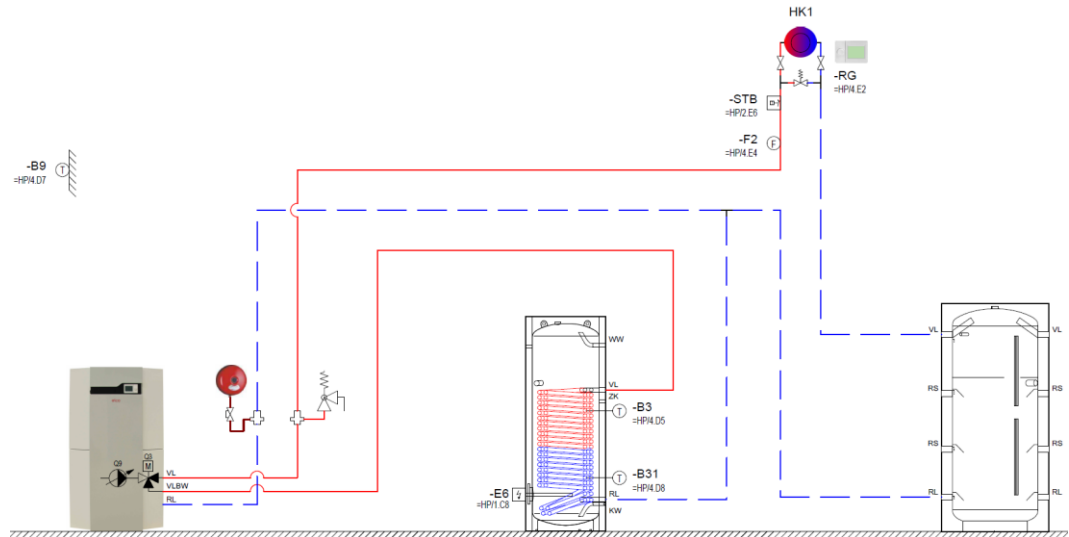 HK1
-RG
=HP/4.E2
-STB
=HP/2.E6
-F2
F
=HP/4.E4
-B9
T
=HP/4.D7
WW
VL
ZK
-B3
T
=HP/4.D5
-B31
T
=HP/4.D8
-E6
=HP/1.C8
RL
KW
Q9
Q3
M
VL
VLBW
RL
VL
VL
RS
RS
RS
RS
RL
RL